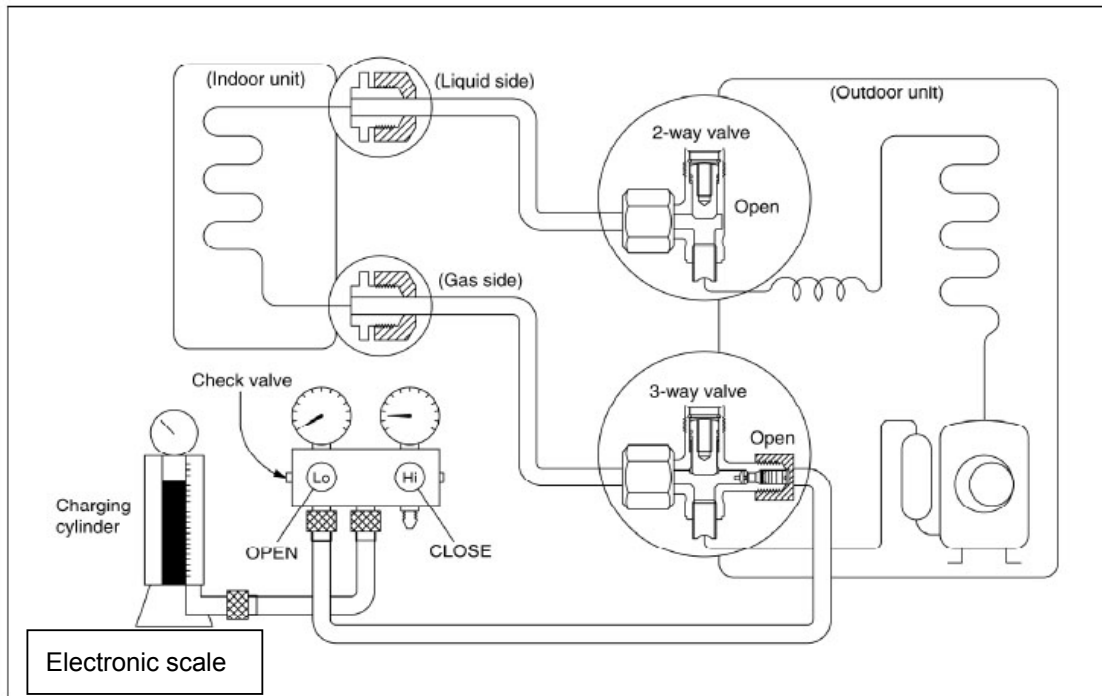 (Indoor unit)
(Liquid side)
(Outdoor unit)
2-way valve
Open
(Gas side)
3-way valve
Open
Check valve
Lo
Hi
Charging
cylinder
OPEN
CLOSE
Electronic scale